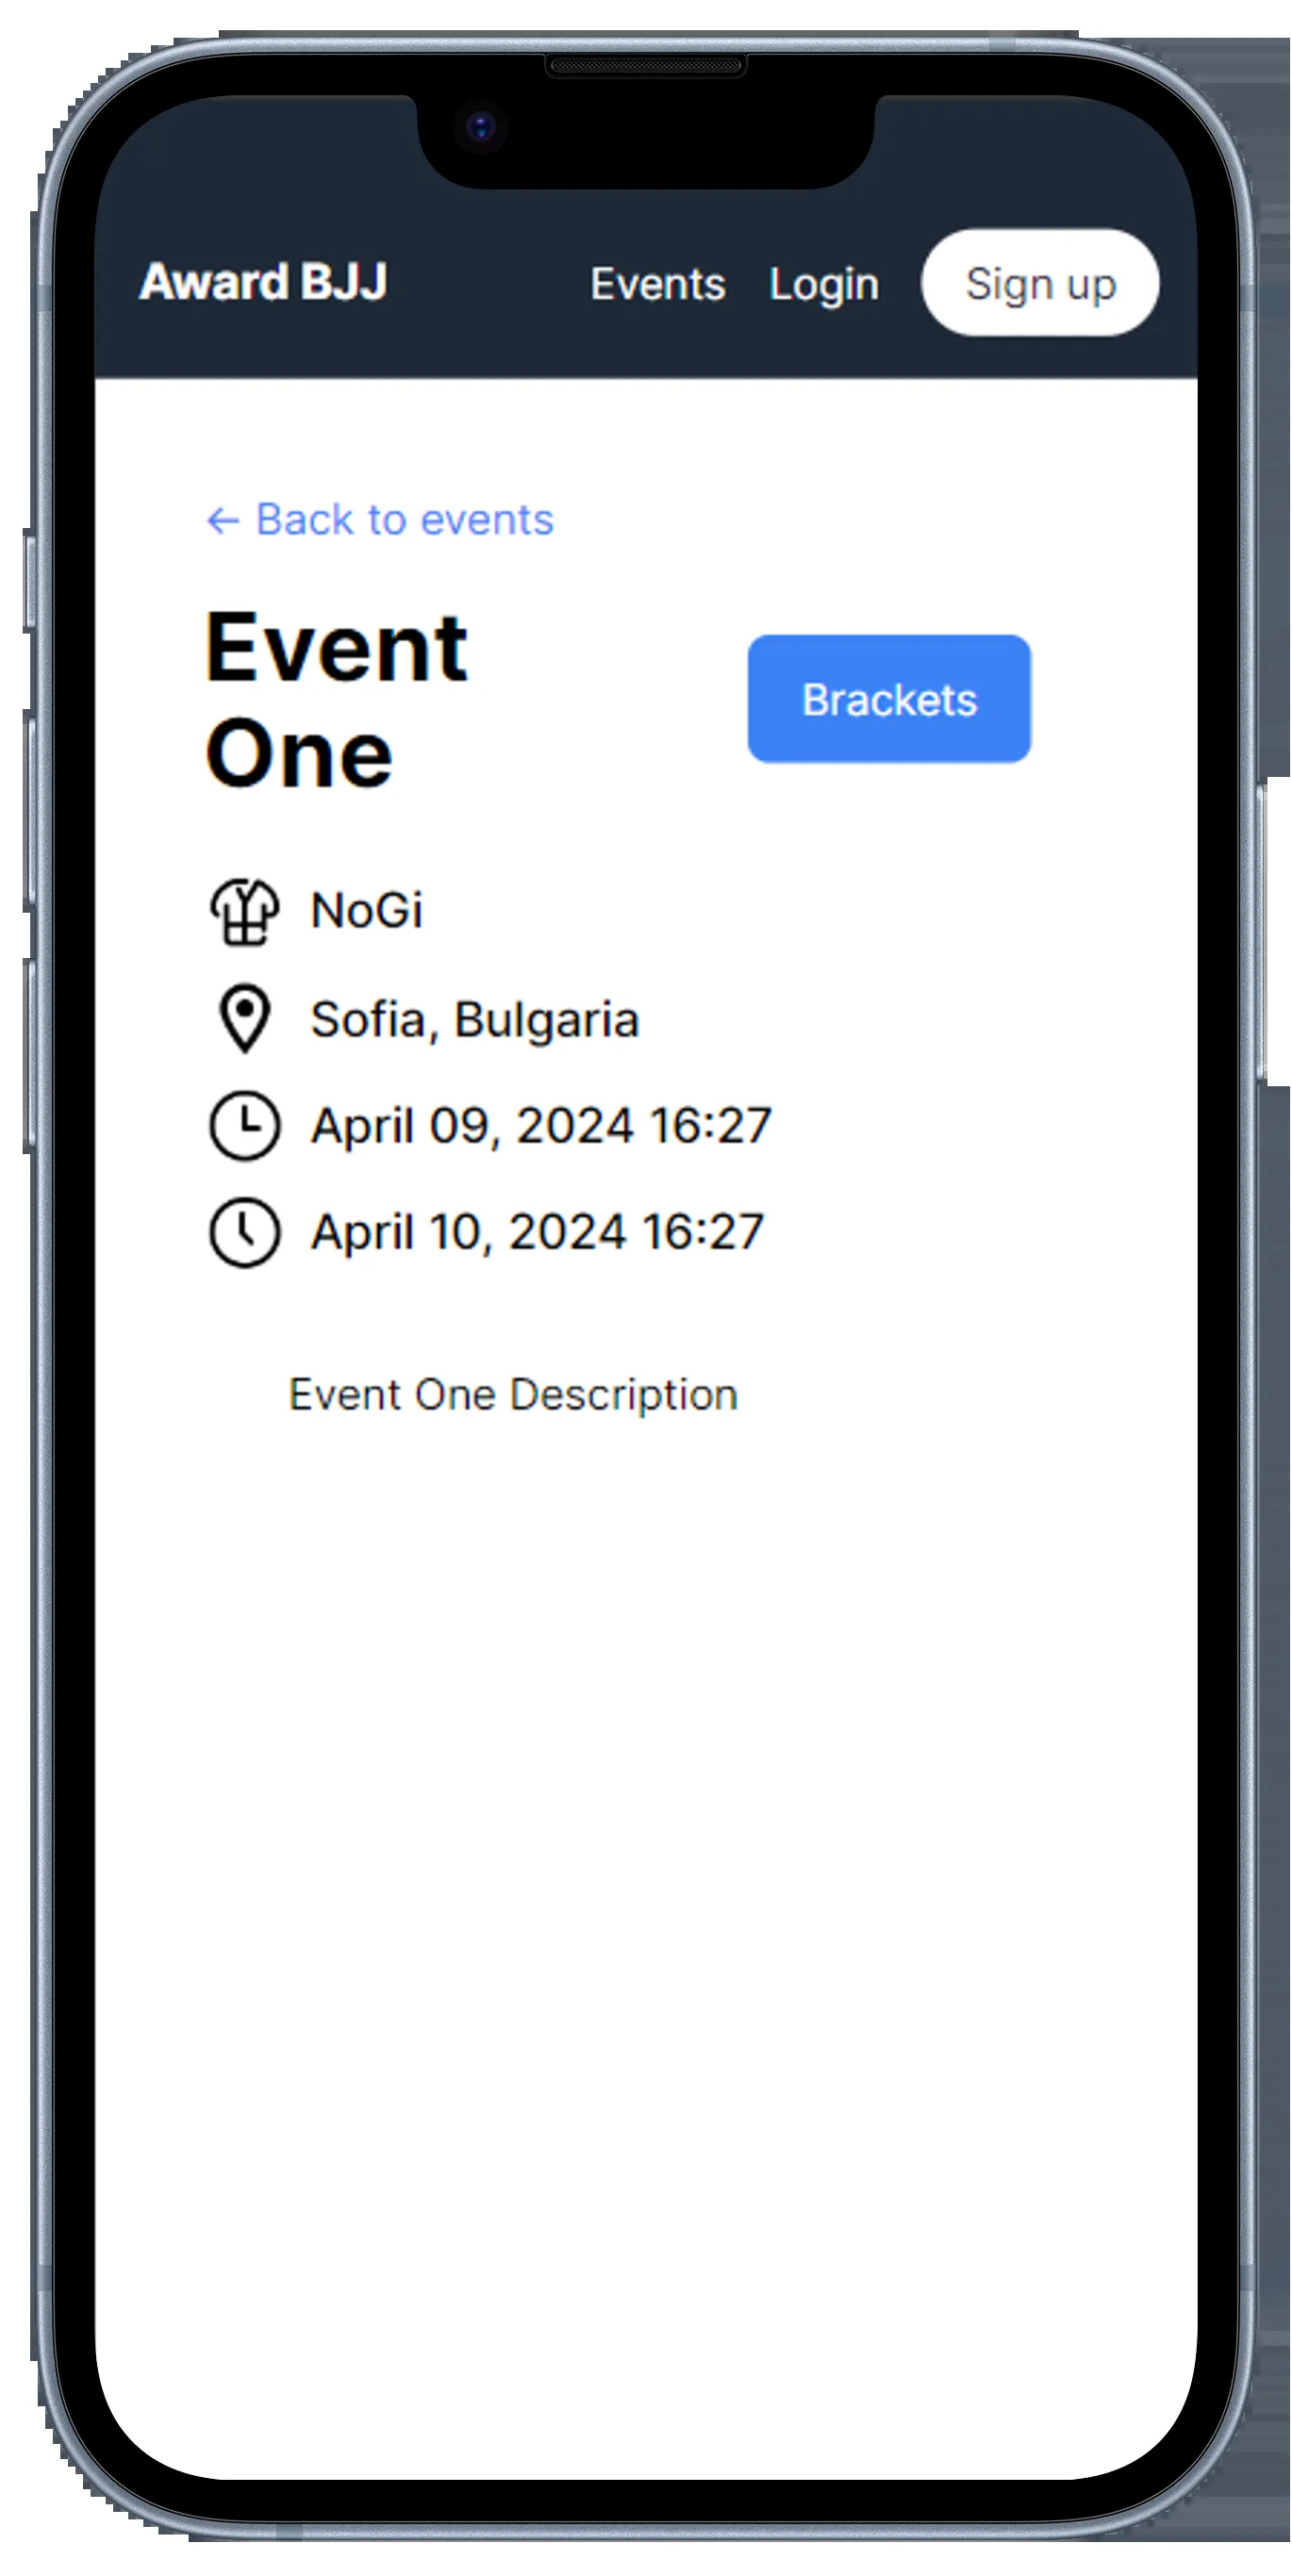 Award BJJ Events Login Sign up
← Back to events
Event
One
Brackets
NoGi
Sofia, Bulgaria
April 09, 2024 16:27
April 10, 2024 16:27
Event One Description